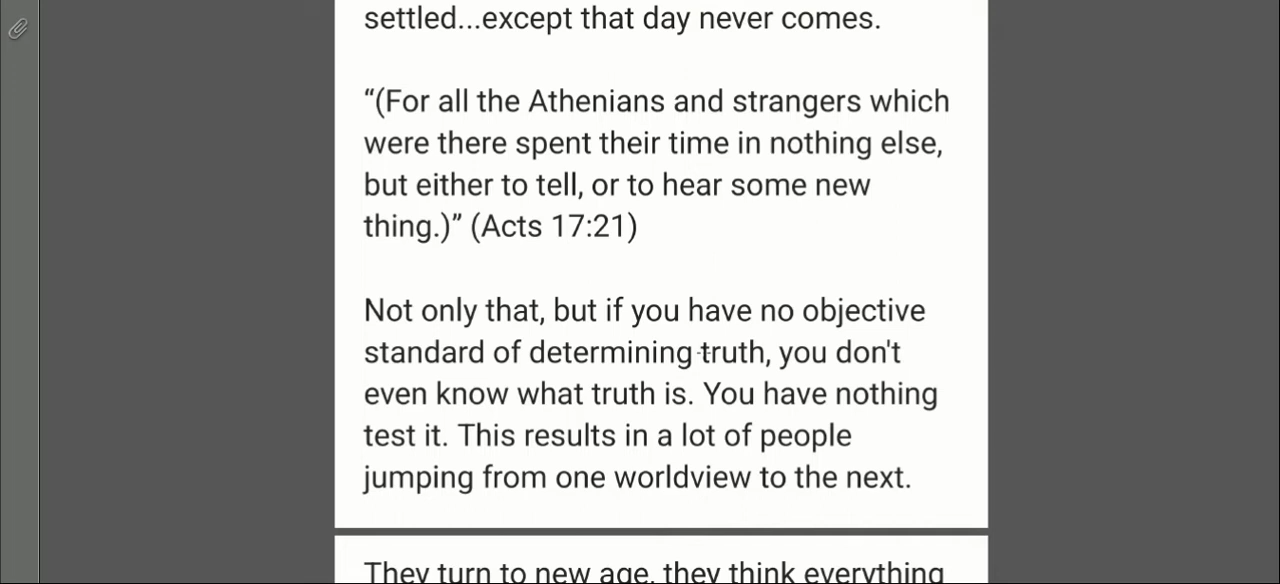 settled...except that day never comes.
“(For all the Athenians and strangers which
were there spent their time in nothing else,
but either to tell, or to hear some new
thing.)” (Acts 17:21)
Not only that, but if you have no objective
standard of determining truth, you don't
even know what truth is. You have nothing
test it. This results in a lot of people
jumping from one worldview to the next.
They turn to new age, they think everything